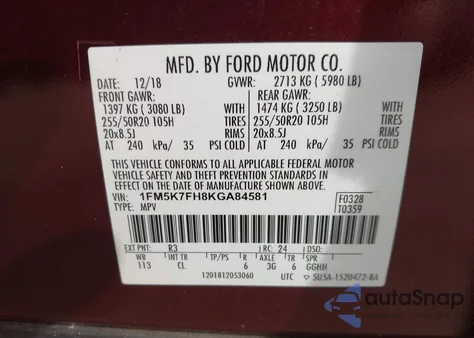 MFD. BY FORD MOTOR CO.
DATE: 12/18 GVWR: 2713 KG ( 5980 LB)
FRONT GAWR: REAR GAWR:
1397 KG ( 3080 LB) WITH 1474 KG ( 3250 LB) WITH
255/50R20 105H TIRES 255/50R20 105H TIRES
20x8.5J RIMS 20x8.5J RIMS
AT 240 kPa/ 35 PSI COLD AT 240 kPa/ 35 PSI COLD
THIS VEHICLE CONFORMS TO ALL APPLICABLE FEDERAL MOTOR
VEHICLE SAFETY AND THEFT PREVENTION STANDARDS IN EFFECT ON THE DATE OF
MANUFACTURE SHOWN ABOVE.
VIN: 1FM5K7FH8KGA84581 F0328
TYPE: MPV T0359
EXT PNT: R3 RC: 24 DSO:
WB INT TR TP/PS R AXLE TR SPR
113 CL 6 3G 6 GGHH
1201812053060 UTC 5U5A-1520472-BA
autoSnap